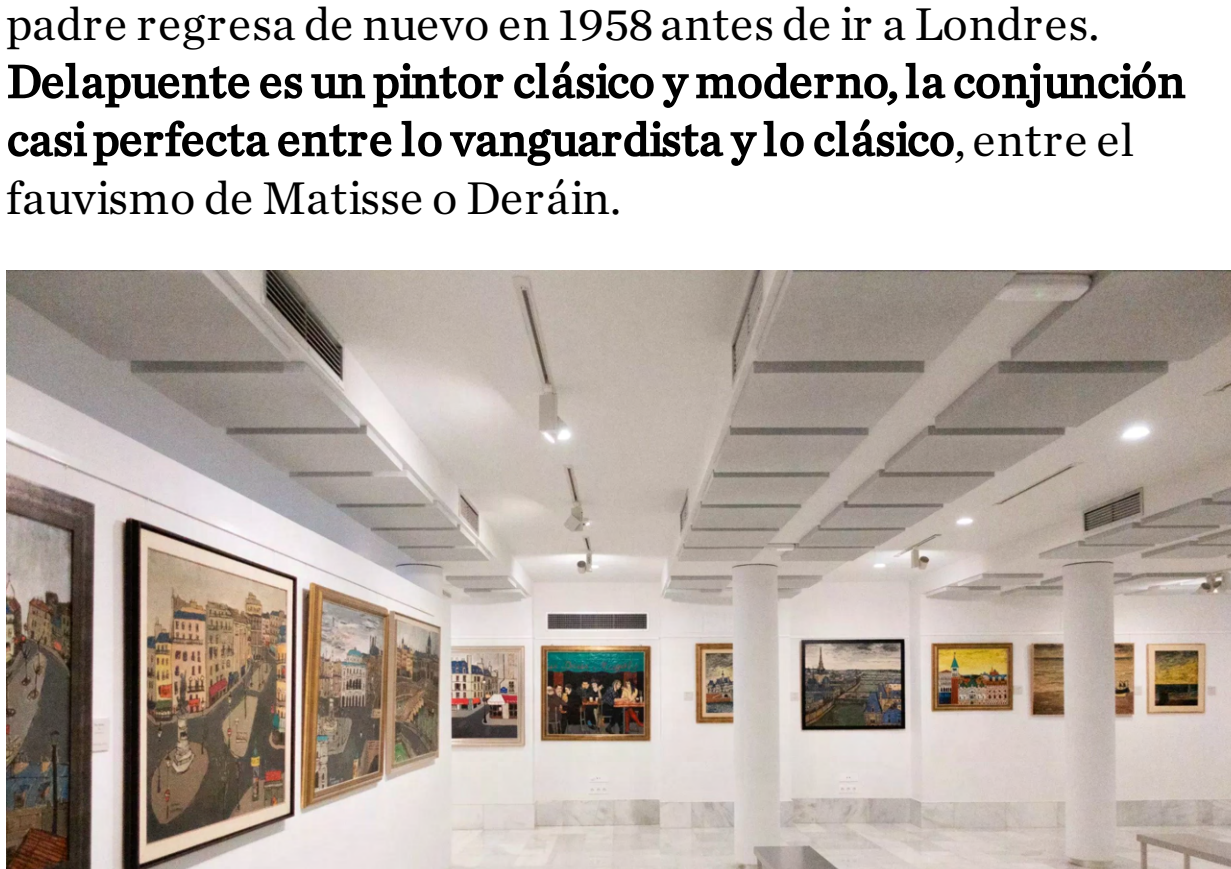 padre regresa de nuevo en 1958 antes de ir a Londres.
Delapuente es un pintor clásico y moderno, la conjunción
casi perfecta entre lo vanguardista y lo clásico, entre el
fauvismo de Matisse o Deráin.